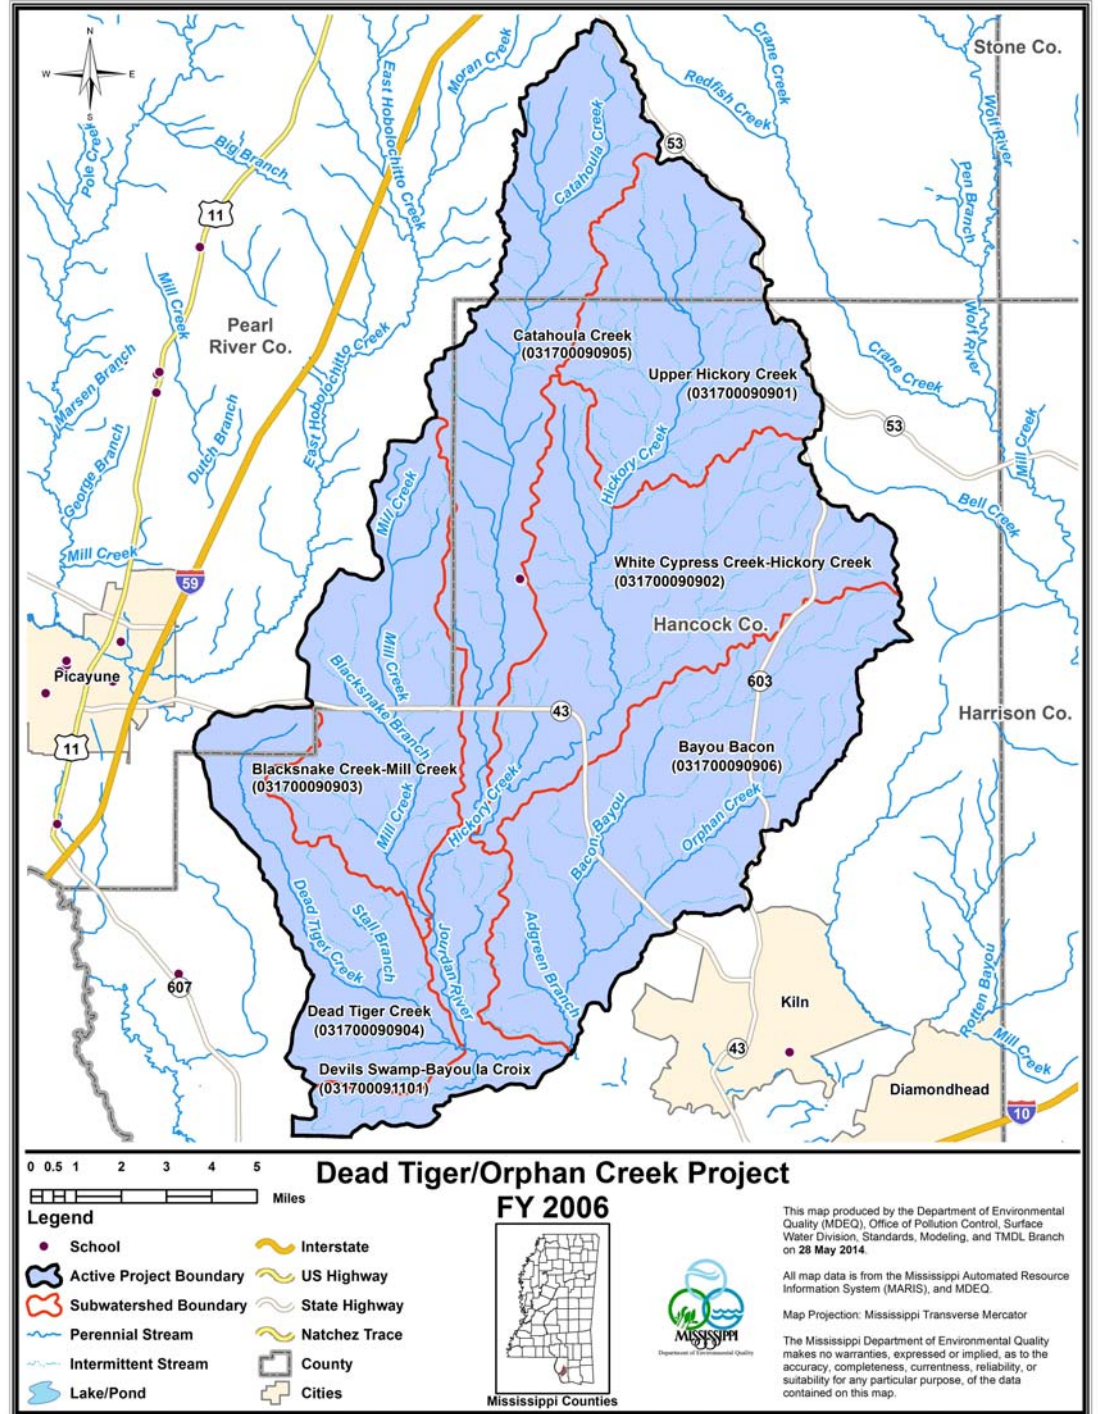 N
W E
S
Stone Co.
Crane Creek
Redfish Creek
Wolf River
Moran Creek
East Hobolochitto Creek
Pole Creek
Big Branch
Catahoula Creek
53
Pen Branch
11
Mill Creek
Pearl
River Co.
Wolf River
Catahoula Creek
(031700090905)
Upper Hickory Creek
(031700090901)
Crane Creek
East Hobolochitto Creek
Marsen Branch
Dutch Branch
George Branch
53
Mill Creek
Hickory Creek
Mill Creek
Bell Creek
Mill Creek
59
White Cypress Creek-Hickory Creek
(031700090902)
Hancock Co.
Picayune
Mill Creek
Blacksnake Branch
603
43
Harrison Co.
11
Bayou Bacon
(031700090906)
Blacksnake Creek-Mill Creek
(031700090903)
Mill Creek
Hickory Creek
Bacon Bayou
Orphan Creek
Dead Tiger Creek
Stall Branch
Jourdan River
Adgreen Branch
607
Kiln
Rotten Bayou
Dead Tiger Creek
(031700090904)
43
Mill Creek
Devils Swamp-Bayou la Croix
(031700091101)
Diamondhead
10
0 0.5 1 2 3 4 5
Miles
Dead Tiger/Orphan Creek Project
FY 2006
Legend
School
Active Project Boundary
Subwatershed Boundary
Perennial Stream
Intermittent Stream
Lake/Pond
Interstate
US Highway
State Highway
Natchez Trace
County
Cities
Mississippi Counties
MISSISSIPPI
Department of Environmental Quality
This map produced by the Department of Environmental
Quality (MDEQ), Office of Pollution Control, Surface
Water Division, Standards, Modeling, and TMDL Branch
on 28 May 2014.
All map data is from the Mississippi Automated Resource
Information System (MARIS), and MDEQ.
Map Projection: Mississippi Transverse Mercator
The Mississippi Department of Environmental Quality
makes no warranties, expressed or implied, as to the
accuracy, completeness, currentness, reliability, or
suitability for any particular purpose, of the data
contained on this map.